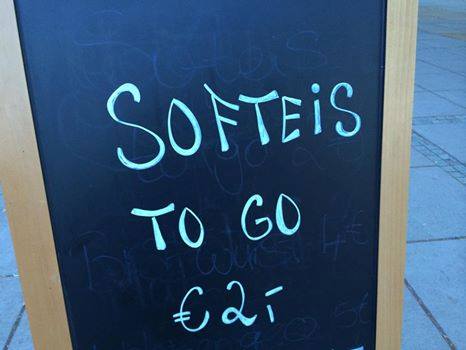 SOFTEiS
TO GO
€ 2,-